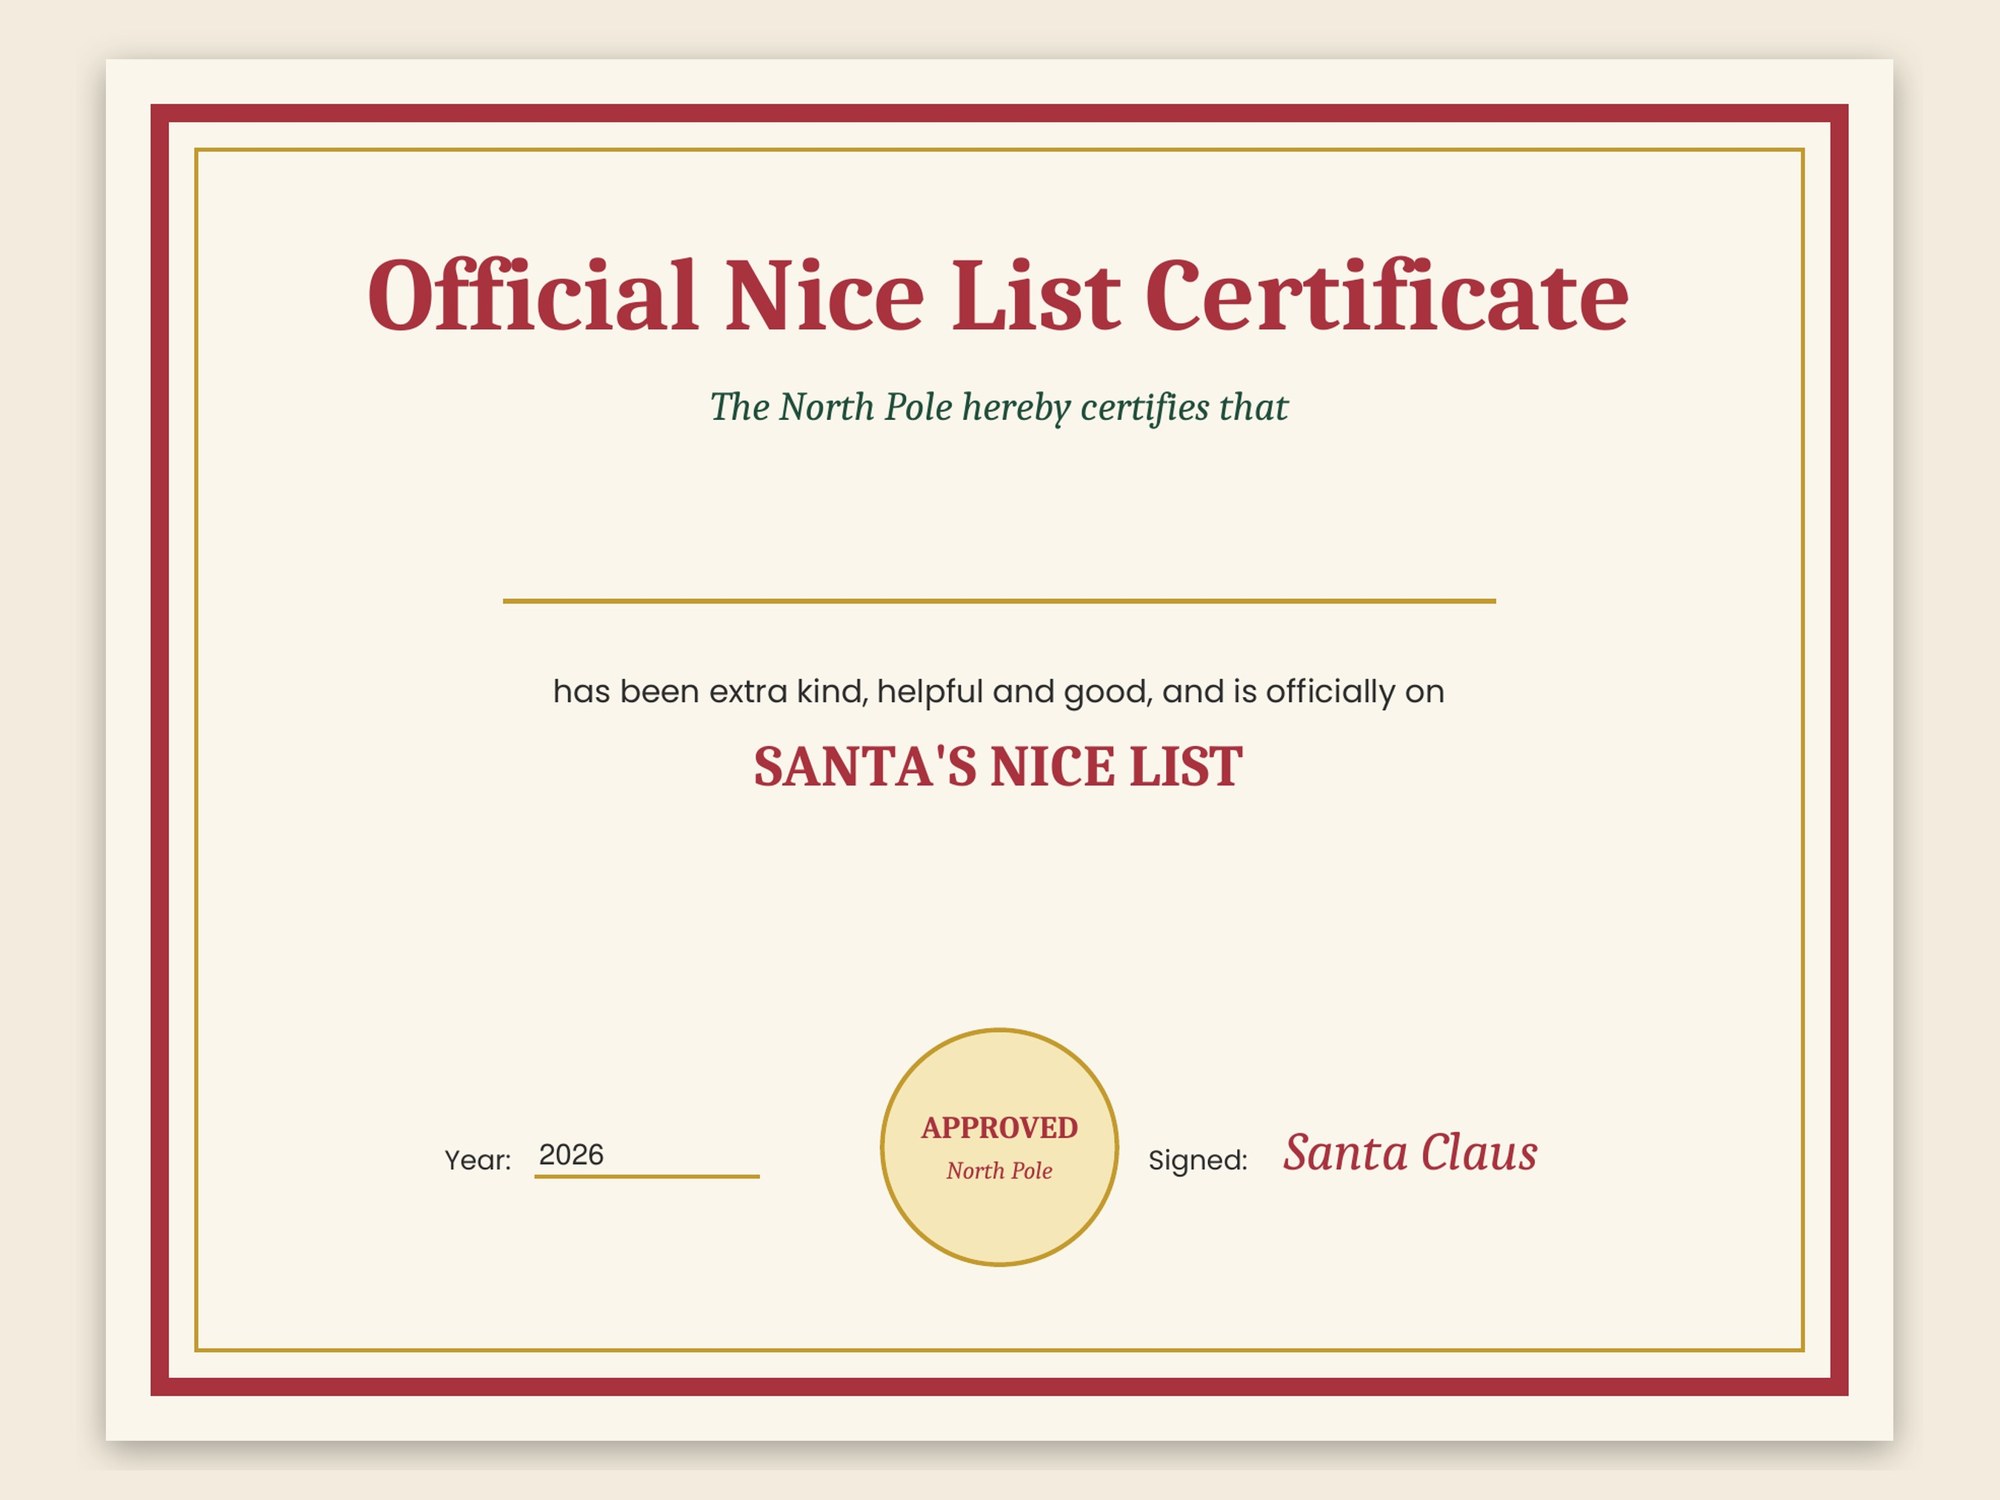 Official Nice List Certificate
The North Pole hereby certifies that
has been extra kind, helpful and good, and is officially on
SANTA'S NICE LIST
Year: 2026
APPROVED
North Pole
Signed: Santa Claus